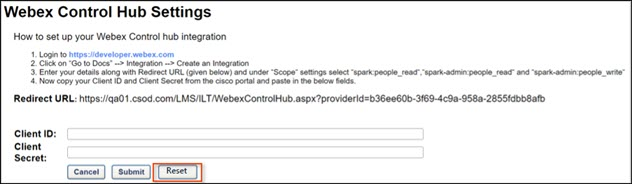 Webex Control Hub Settings
How to set up your Webex Control hub integration
1. Login to https://developer.webex.com
2. Click on "Go to Docs" --> Integration --> Create an Integration
3. Enter your details along with Redirect URL (given below) and under "Scope" settings select "spark:people_read","spark-admin:people_read" and "spark-admin:people_write"
4. Now copy your Client ID and Client Secret from the cisco portal and paste in the below fields.
Redirect URL: https://qa01.csod.com/LMS/ILT/WebexControlHub.aspx?providerId=b36ee60b-3f69-4c9a-958a-2855fdbb8afb
Client ID:
Client
Secret:
Cancel Submit Reset